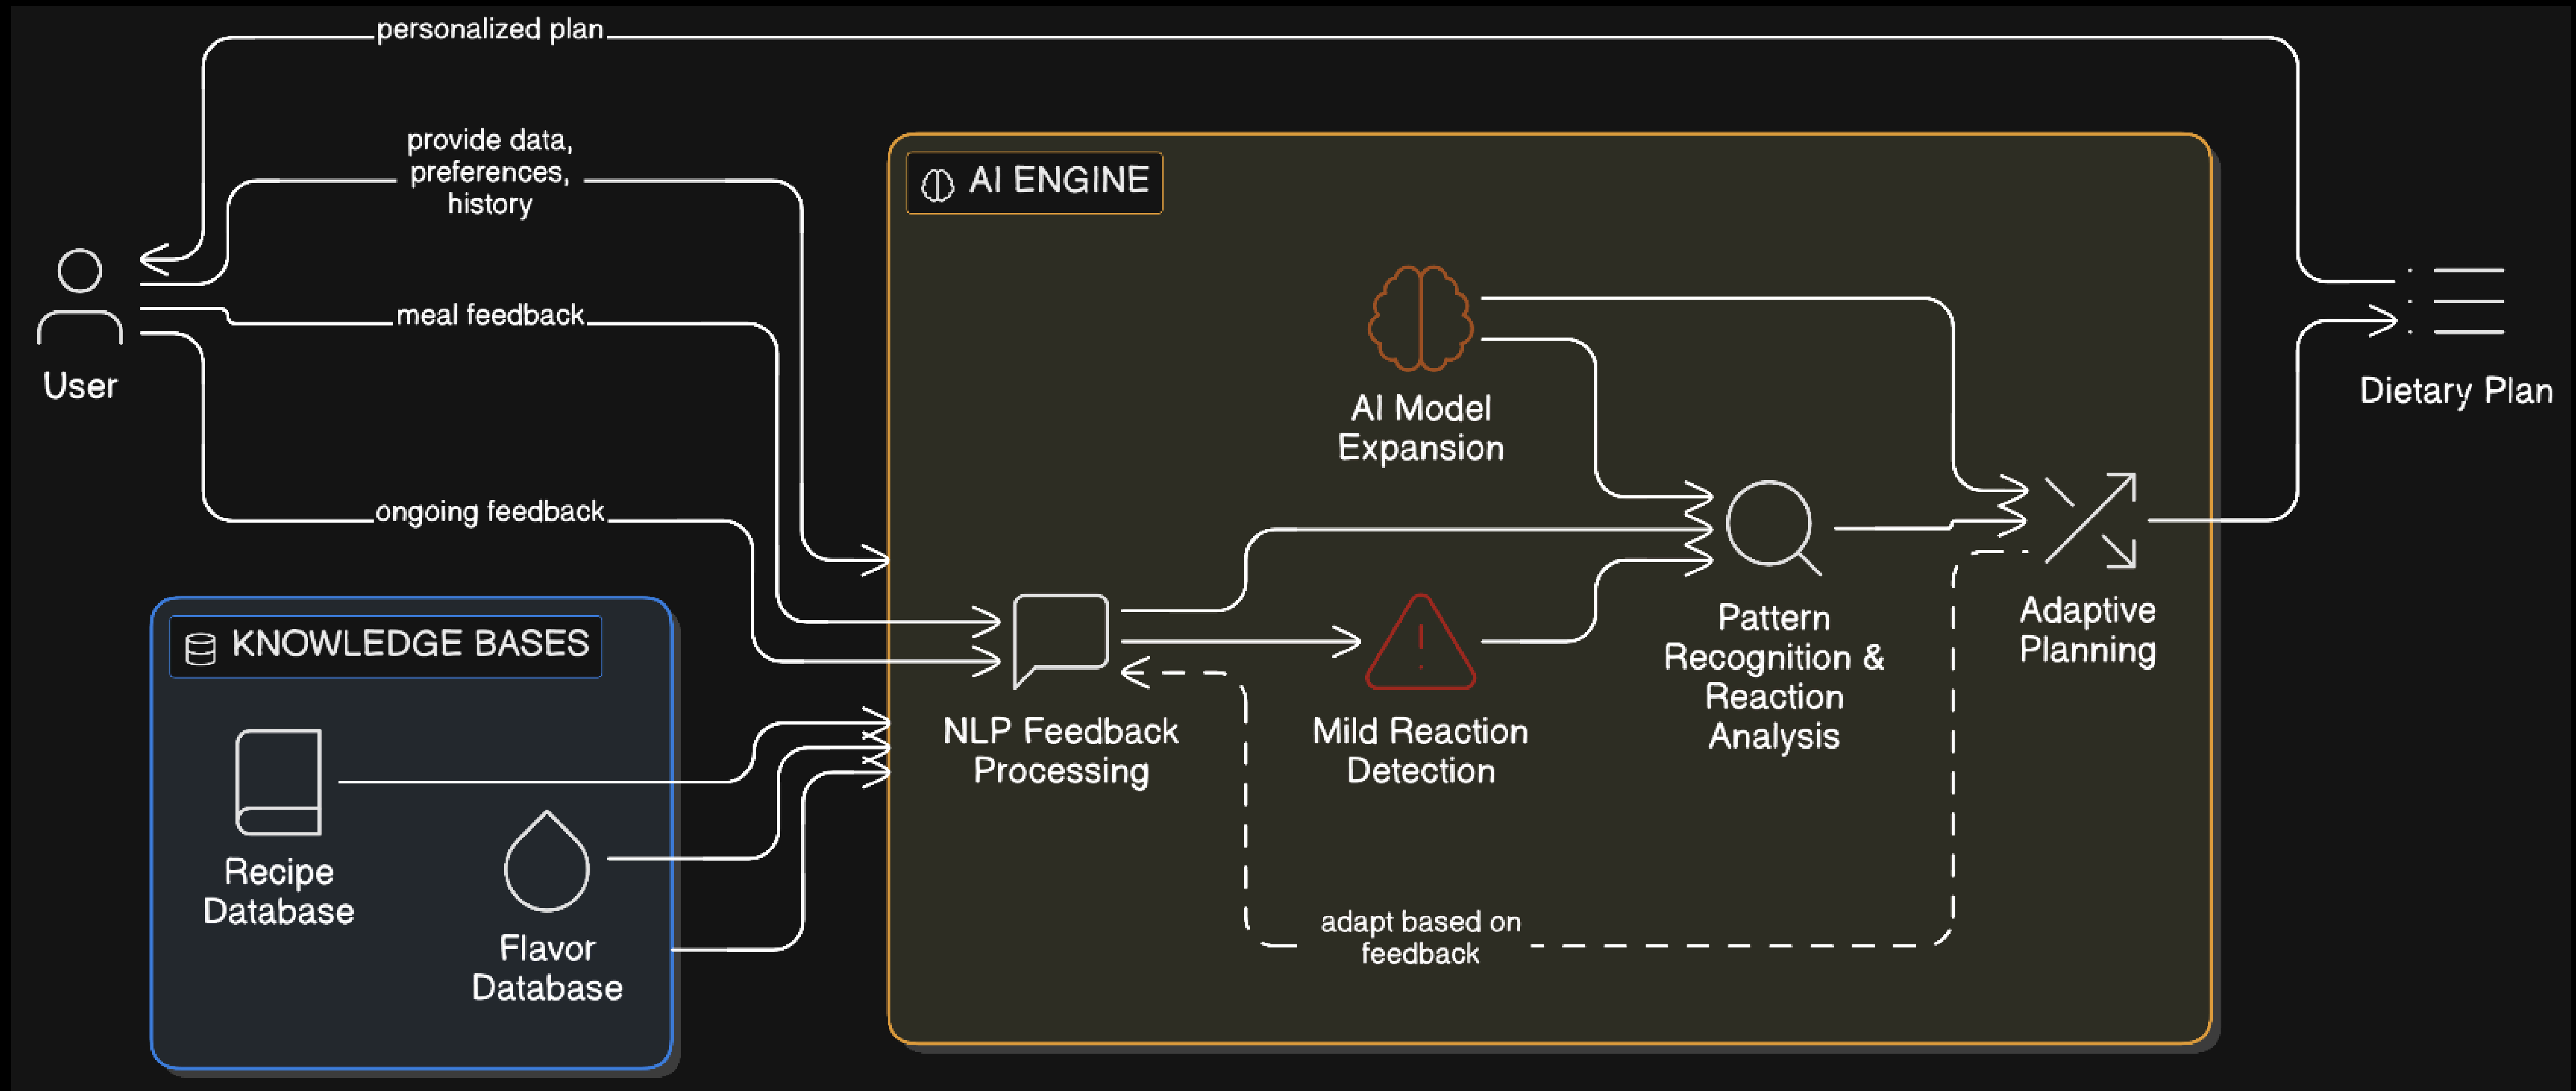 personalized plan
provide data,
preferences,
history
AI ENGINE
meal feedback
User
Dietary Plan
AI Model
Expansion
ongoing feedback
KNOWLEDGE BASES
NLP Feedback
Processing
Mild Reaction
Detection
Pattern
Recognition &
Reaction
Analysis
Adaptive
Planning
Recipe
Database
Flavor
Database
adapt based on
feedback